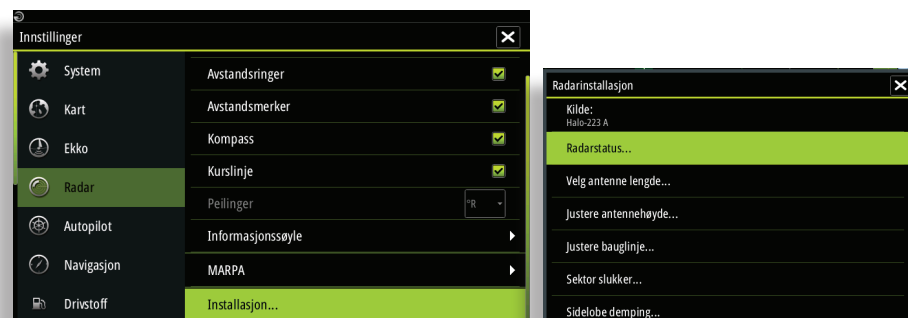 Innstillinger
System
Kart
Ekko
Radar
Autopilot
Navigasjon
Drivstoff
Avstandsringer
Avstandsmerker
Kompass
Kurslinje
Peilinger
°R
Informasjonssøyle
MARPA
Installasjon...
Radarinstallasjon
Kilde:
Halo-223 A
Radarstatus...
Velg antenne lengde...
Justere antennehøyde...
Justere bauglinje...
Sektor slukker...
Sidelobe demping...